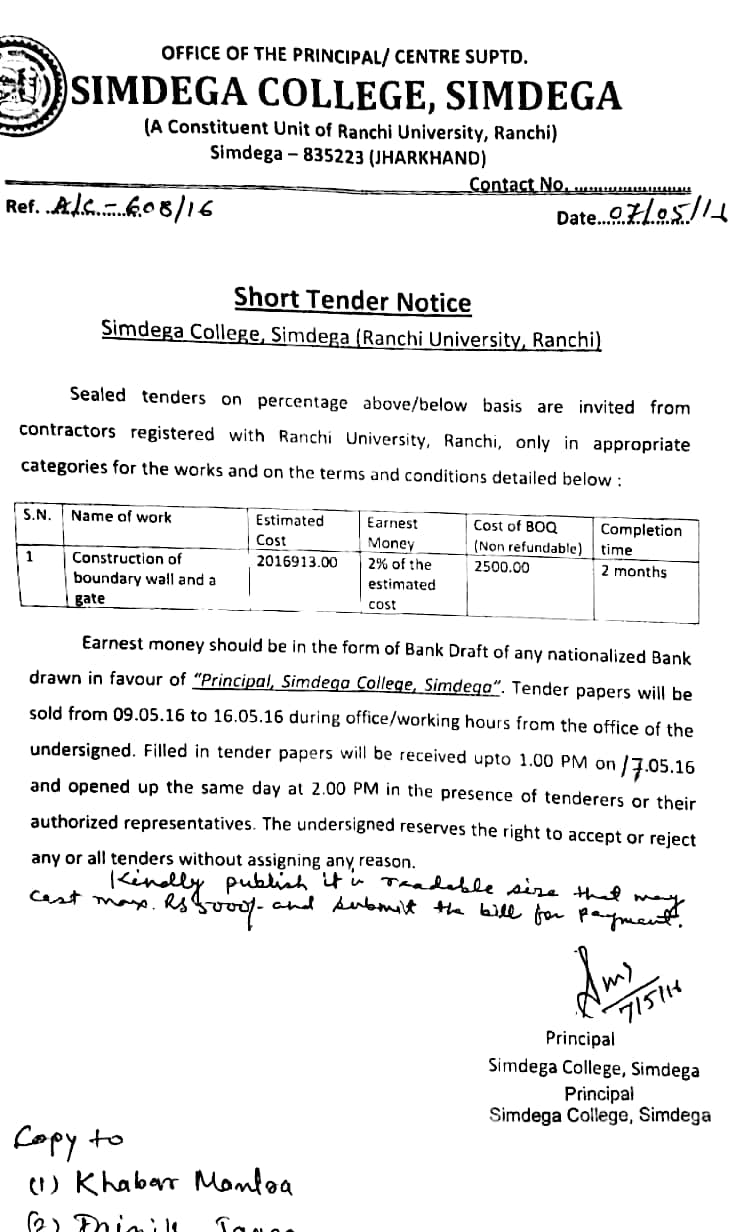 OFFICE OF THE PRINCIPAL/ CENTRE SUPTD.
SIMDEGA COLLEGE, SIMDEGA
(A Constituent Unit of Ranchi University, Ranchi)
Simdega – 835223 (JHARKHAND)
Contact No. ........................
Ref. ..A/C.–..608/16
Date...07/05/16
Short Tender Notice
Simdega College, Simdega (Ranchi University, Ranchi)
Sealed tenders on percentage above/below basis are invited from
contractors registered with Ranchi University, Ranchi, only in appropriate
categories for the works and on the terms and conditions detailed below :
S.N. Name of work Estimated Cost Earnest Money Cost of BOQ (Non refundable) Completion time
1 Construction of boundary wall and a gate 2016913.00 2% of the estimated cost 2500.00 2 months
Earnest money should be in the form of Bank Draft of any nationalized Bank
drawn in favour of "Principal, Simdega College, Simdega". Tender papers will be
sold from 09.05.16 to 16.05.16 during office/working hours from the office of the
undersigned. Filled in tender papers will be received upto 1.00 PM on 17.05.16
and opened up the same day at 2.00 PM in the presence of tenderers or their
authorized representatives. The undersigned reserves the right to accept or reject
any or all tenders without assigning any reason.
Kindly publish it in readable size that may
cost max. Rs 5000/- and submit the bill for payment.
7/5/16
Principal
Simdega College, Simdega
Principal
Simdega College, Simdega
Copy to
(1) Khabar Mantra
(2)